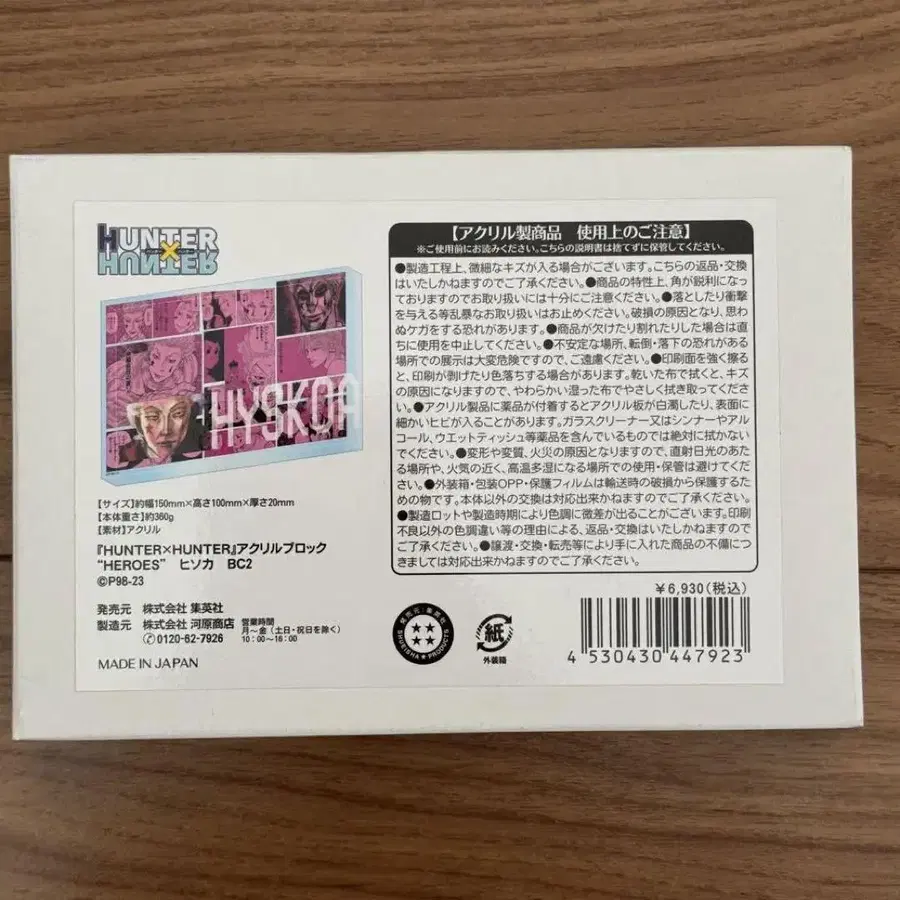 HUNTER
×
HUNTER
HYSKOA
【サイズ】約幅150mm×高さ100mm×厚さ20mm
【本体重さ】約360g
【素材】アクリル
『HUNTER×HUNTER』アクリルブロック
“HEROES” ヒソカ BC2
©P98-23
発売元 株式会社 集英社
製造元 株式会社 河原商店
0120-62-7926
営業時間
月〜金(土・日・祝日を除く)
10:00〜16:00
MADE IN JAPAN
【アクリル製商品 使用上のご注意】
※ご使用前にお読みください。こちらの説明書は捨てずに保管してください。
●製造工程上、微細なキズが入る場合がございます。こちらの返品・交換
はいたしかねますのでご了承ください。●商品の特性上、角が鋭利になっ
ておりますのでお取り扱いには十分にご注意ください。●落としたり衝撃
を与える等乱暴なお取り扱いはお止めください。破損の原因となり、思わ
ぬケガをする恐れがあります。●商品が欠けたり割れたりした場合は直
ちに使用を中止してください。●不安定な場所、転倒・落下の恐れがある
場所での展示は大変危険ですので、ご遠慮ください。●印刷面を強く擦る
と、印刷が剥げたり色落ちする場合があります。乾いた布で拭くと、キズ
の原因になりますので、やわらかい湿った布でやさしく拭き取ってくださ
い。●アクリル製品に薬品が付着するとアクリル板が白濁したり、表面に
細かいヒビが入ることがあります。ガラスクリーナー又はシンナーやアル
コール、ウエットティッシュ等薬品を含んでいるものでは絶対に拭かない
でください。●変形や変質、火災の原因となりますので、直射日光のあた
る場所や、火気の近く、高温多湿になる場所での使用・保管は避けてくだ
さい。●外装箱・包装OPP・保護フィルムは輸送時の破損から保護するた
めの物です。本体以外の交換は対応出来かねますのでご了承ください。
●製造ロットや製造時期により色調に微差が出ることがございます。印刷
不良以外の色調違い等の理由による、返品・交換はいたしかねますので
ご了承ください。●譲渡・交換・転売等により手に入れた商品の不備につ
きましては対応出来かねますのでご了承ください。
¥6,930(税込)
発売元:集英社
SHUEISHA★PRODUCTS
紙
外装箱
4 530430 447923